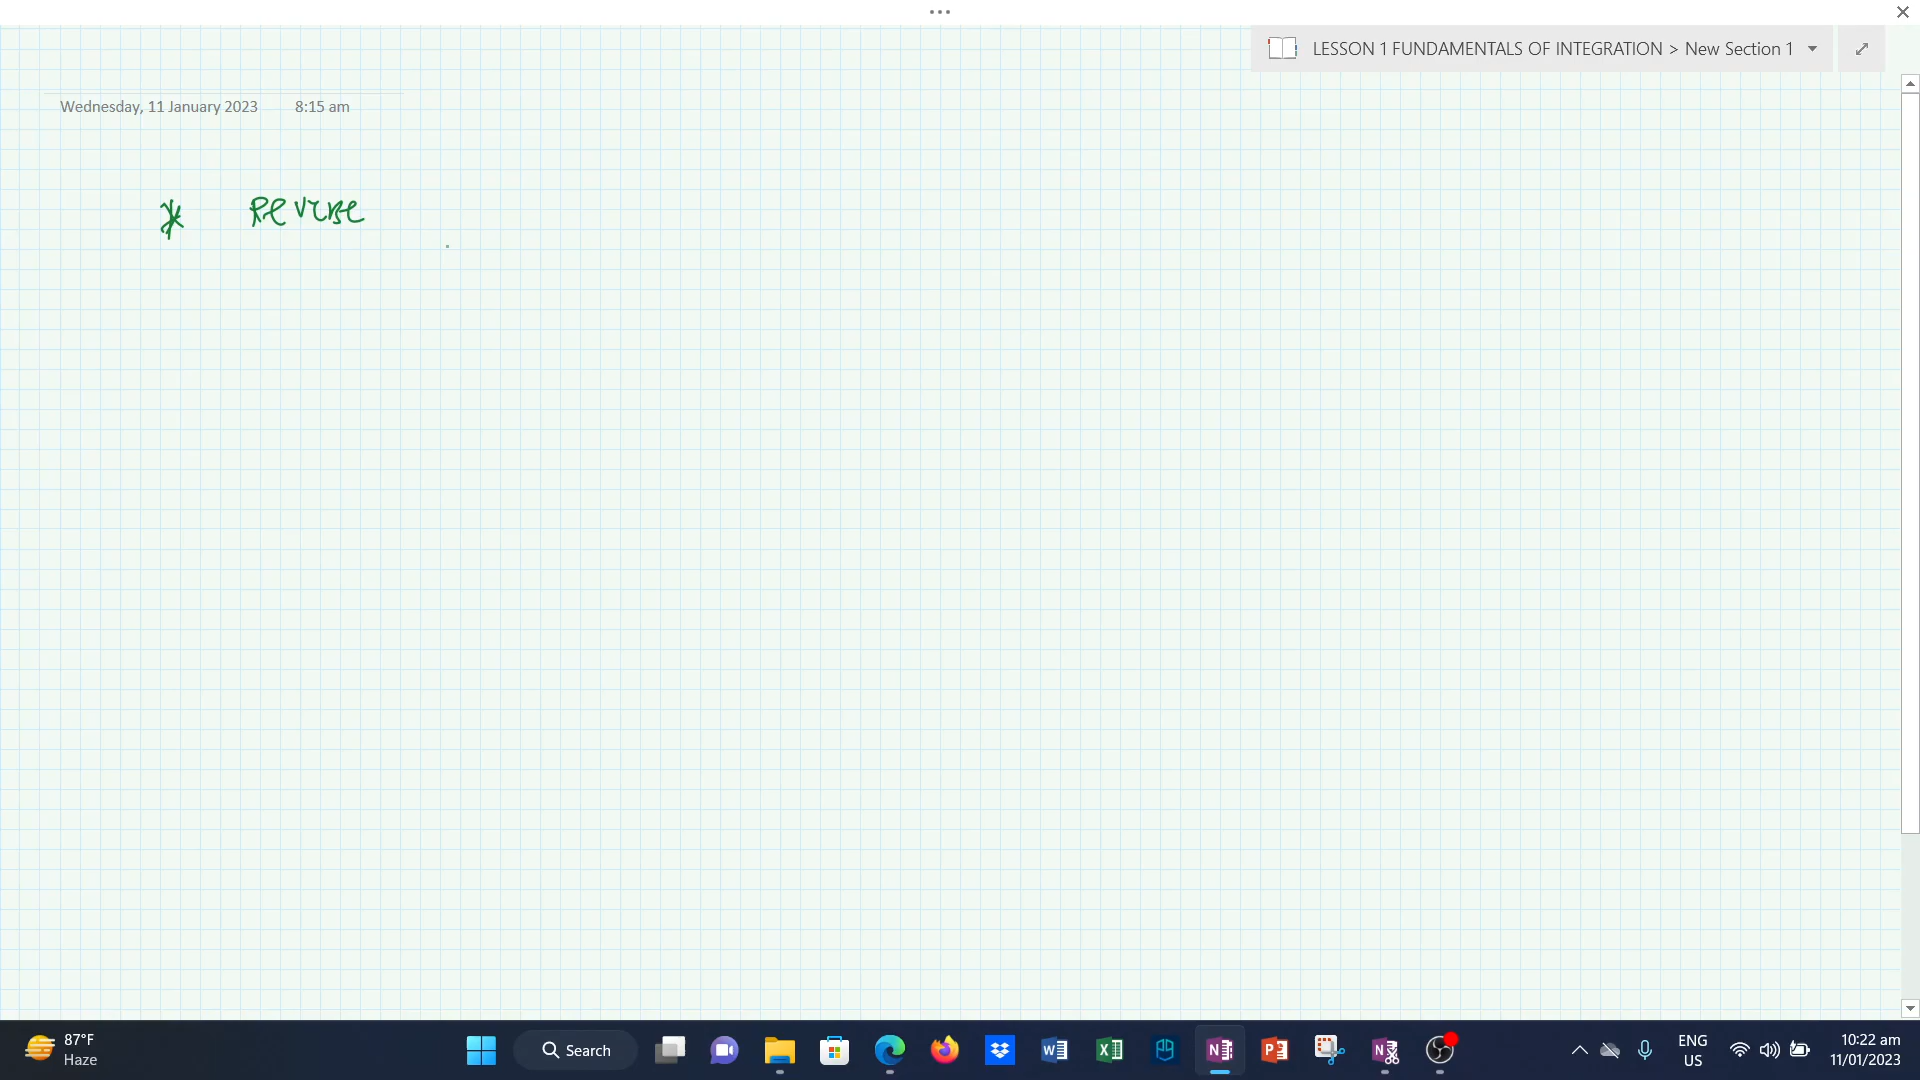 LESSON 1 FUNDAMENTALS OF INTEGRATION > New Section 1
Wednesday, 11 January 2023 8:15 am
* Reverse
87°F
Haze
Search
ENG
US
10:22 am
11/01/2023